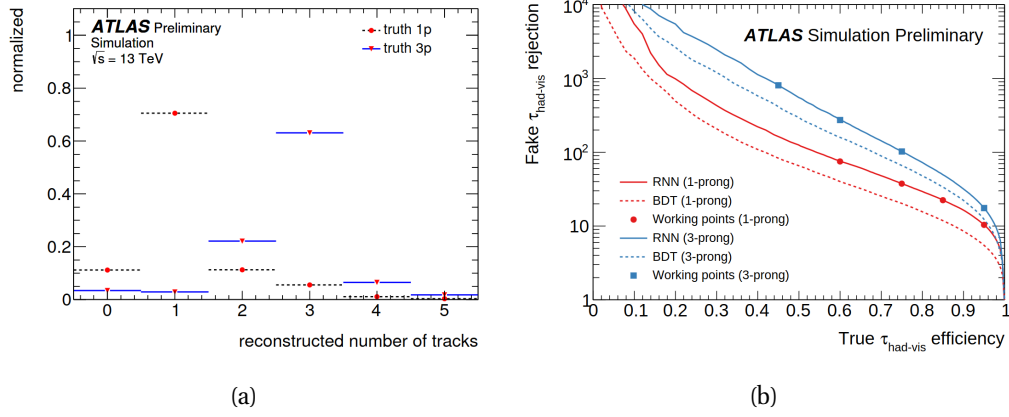 ATLAS Preliminary
Simulation
√s = 13 TeV
truth 1p
truth 3p
normalized
1
0.8
0.6
0.4
0.2
0
0 1 2 3 4 5
reconstructed number of tracks
(a)
ATLAS Simulation Preliminary
Fake τhad-vis rejection
10⁴
10³
10²
10
1
RNN (1-prong)
BDT (1-prong)
Working points (1-prong)
RNN (3-prong)
BDT (3-prong)
Working points (3-prong)
0 0.1 0.2 0.3 0.4 0.5 0.6 0.7 0.8 0.9 1
True τhad-vis efficiency
(b)